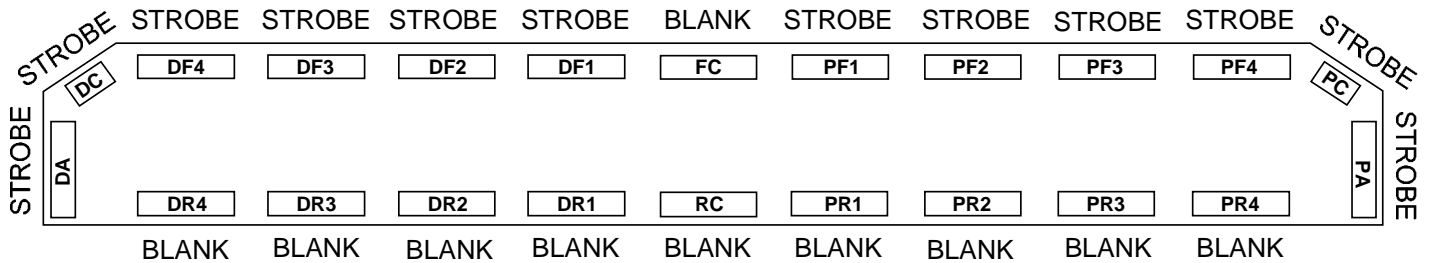 STROBE STROBE STROBE STROBE BLANK STROBE STROBE STROBE STROBE
STROBE STROBE
DC DF4 DF3 DF2 DF1 FC PF1 PF2 PF3 PF4 PC
STROBE DA PA STROBE
DR4 DR3 DR2 DR1 RC PR1 PR2 PR3 PR4
BLANK BLANK BLANK BLANK BLANK BLANK BLANK BLANK BLANK